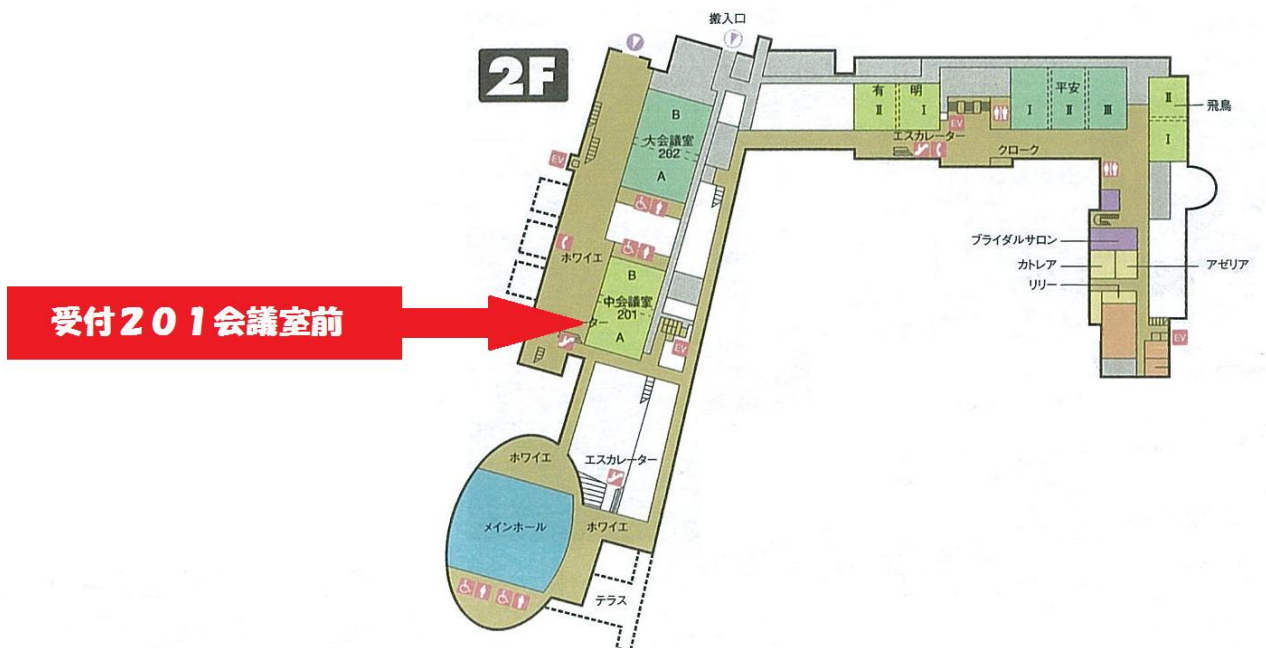 搬入口
2F
有 明
Ⅱ Ⅰ
平安
Ⅰ Ⅱ Ⅲ
Ⅱ
Ⅰ
飛鳥
EV
エスカレーター
クローク
B
大会議室
202
A
EV
ホワイエ
ブライダルサロン
カトレア
アゼリア
リリー
EV
受付201会議室前
B
中会議室
201
A
ーター
EV
ホワイエ
エスカレーター
メインホール
ホワイエ
テラス